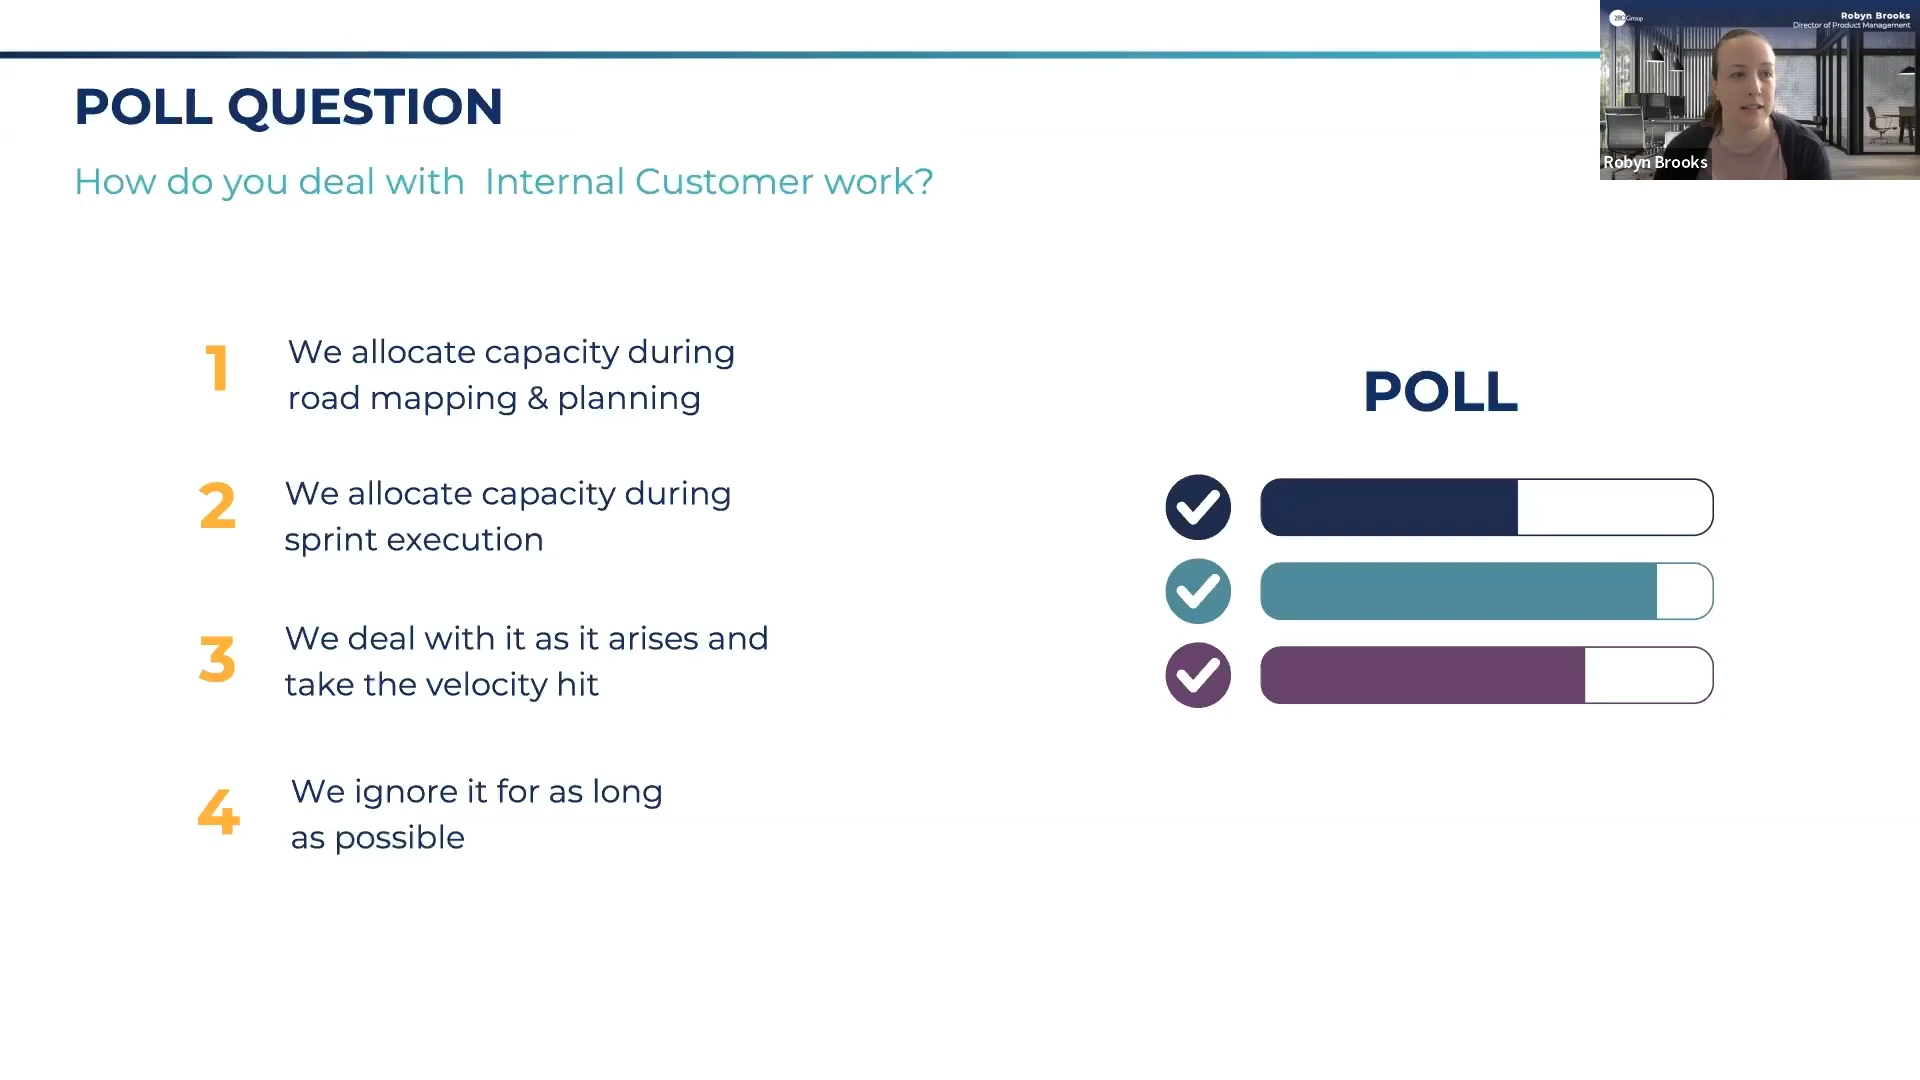 POLL QUESTION
How do you deal with Internal Customer work?
1
We allocate capacity during
road mapping & planning
2
We allocate capacity during
sprint execution
3
We deal with it as it arises and
take the velocity hit
4
We ignore it for as long
as possible
POLL
280 Group
Robyn Brooks
Director of Product Management
Robyn Brooks